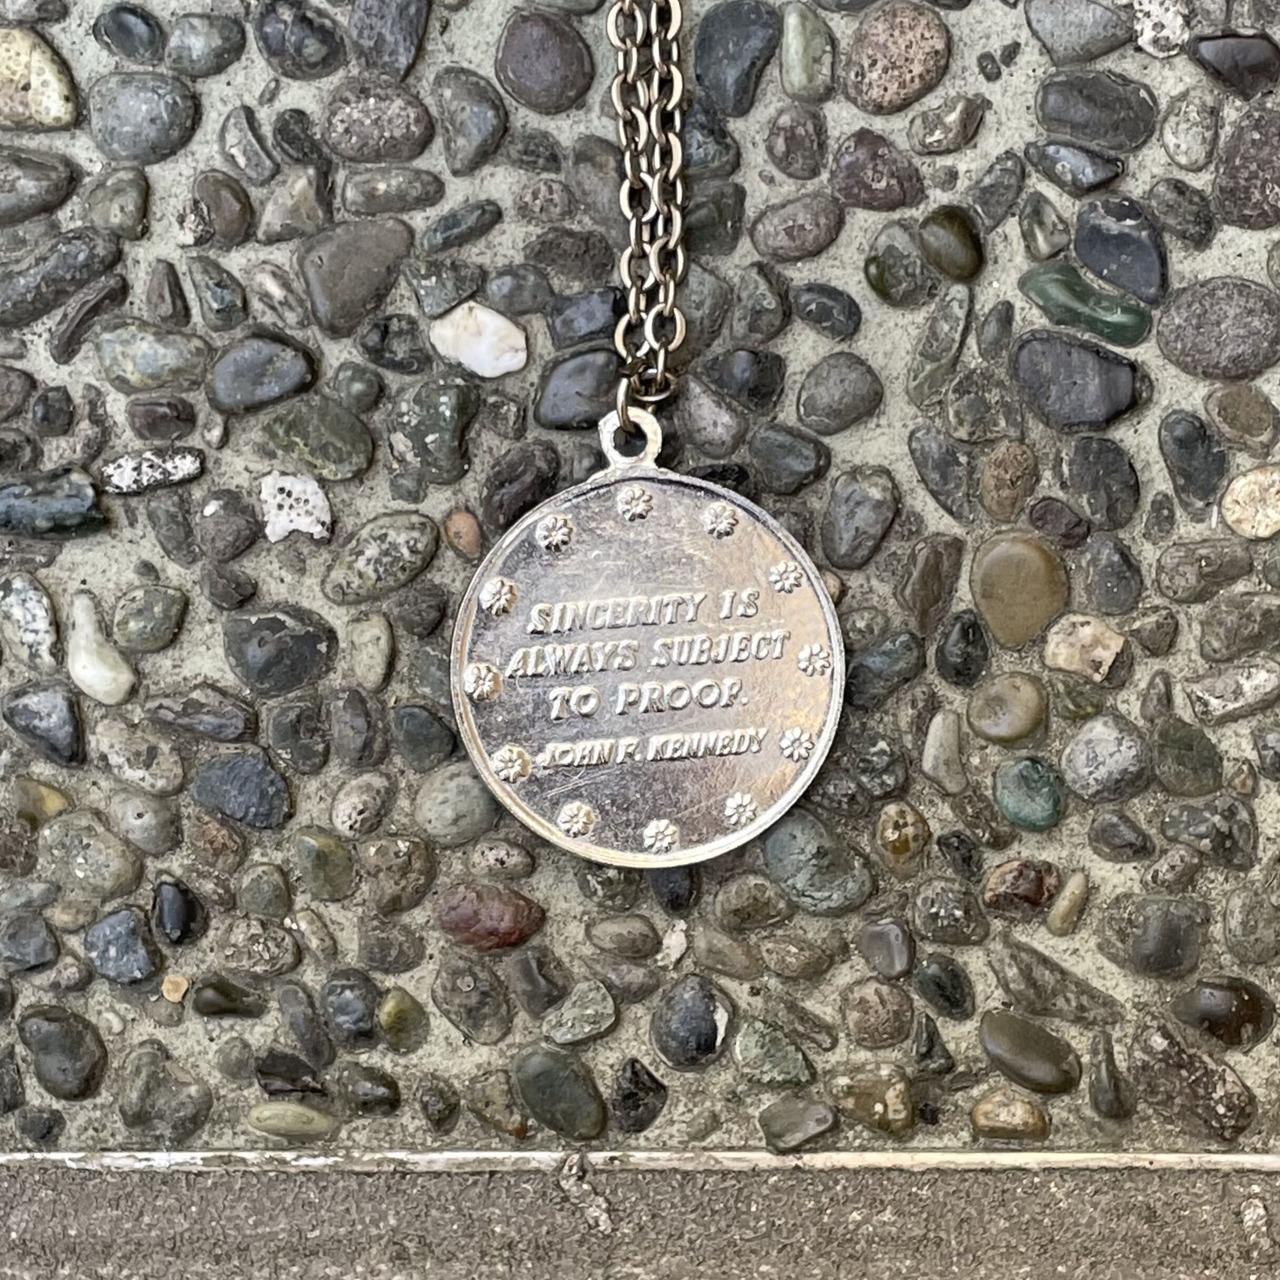 SINCERITY IS
ALWAYS SUBJECT
TO PROOF.
JOHN F. KENNEDY